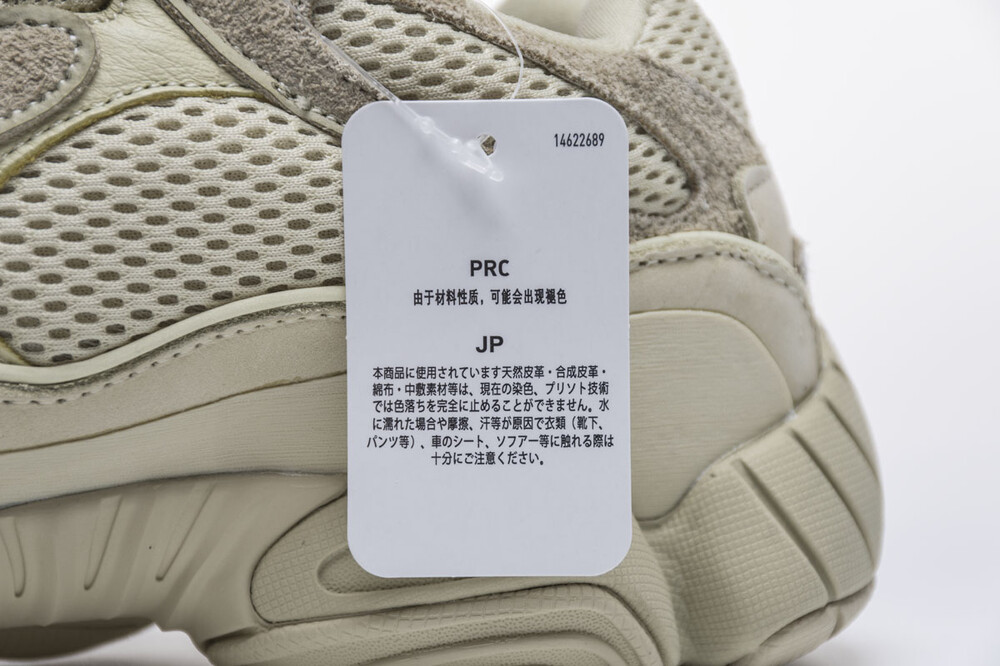 14622689
PRC
由于材料性质，可能会出现褪色
JP
本商品に使用されています天然皮革・合成皮革・
綿布・中敷素材等は、現在の染色、プリソト技術
では色落ちを完全に止めることができません。水
に濡れた場合や摩擦、汗等が原因で衣類（靴下、
パンツ等）、車のシート、ソフアー等に触れる際は
十分にご注意ください。